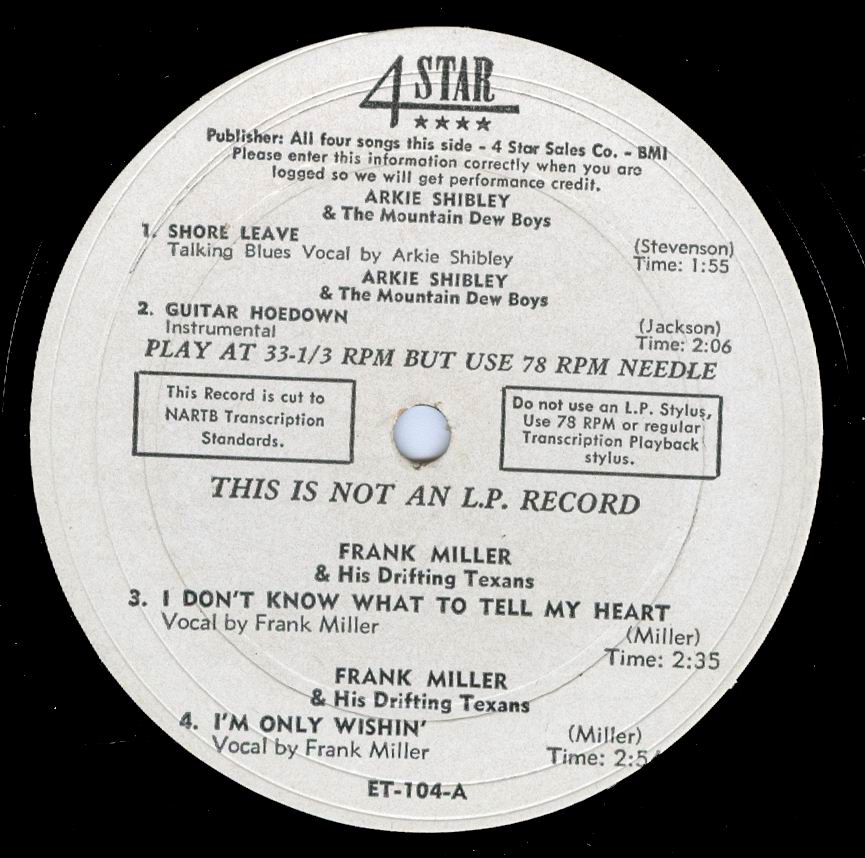 4 STAR
★★★★
Publisher: All four songs this side - 4 Star Sales Co. - BMI
Please enter this information correctly when you are
logged so we will get performance credit.
ARKIE SHIBLEY
& The Mountain Dew Boys
1. SHORE LEAVE (Stevenson)
Talking Blues Vocal by Arkie Shibley Time: 1:55
ARKIE SHIBLEY
& The Mountain Dew Boys
2. GUITAR HOEDOWN (Jackson)
Instrumental Time: 2:06
PLAY AT 33-1/3 RPM BUT USE 78 RPM NEEDLE
This Record is cut to
NARTB Transcription
Standards.
Do not use an L.P. Stylus,
Use 78 RPM or regular
Transcription Playback
stylus.
THIS IS NOT AN L.P. RECORD
FRANK MILLER
& His Drifting Texans
3. I DON'T KNOW WHAT TO TELL MY HEART
Vocal by Frank Miller (Miller)
Time: 2:35
FRANK MILLER
& His Drifting Texans
4. I'M ONLY WISHIN' (Miller)
Vocal by Frank Miller Time: 2:54
ET-104-A